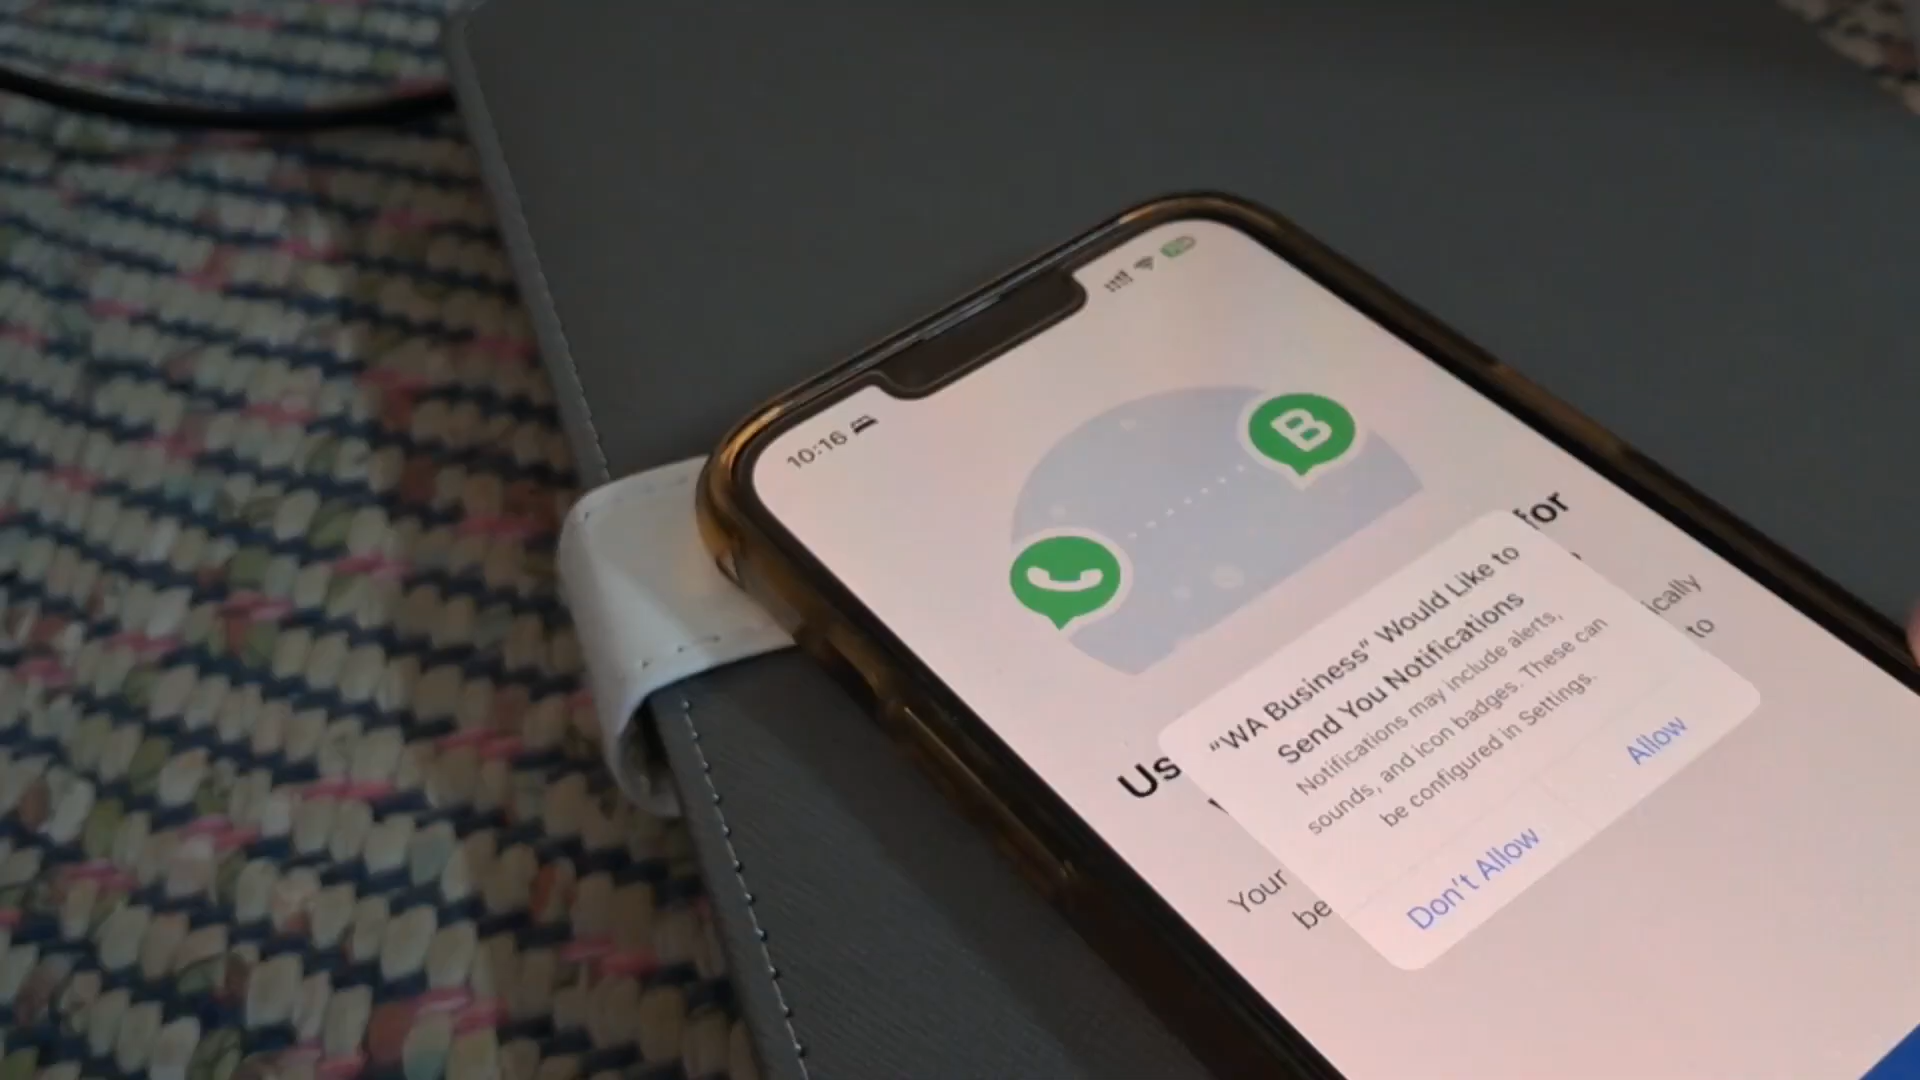 10:16
B
for
"WA Business" Would Like to
Send You Notifications
Notifications may include alerts,
sounds, and icon badges. These can
be configured in Settings.
Us
ically
to
Your
be
Don't Allow
Allow